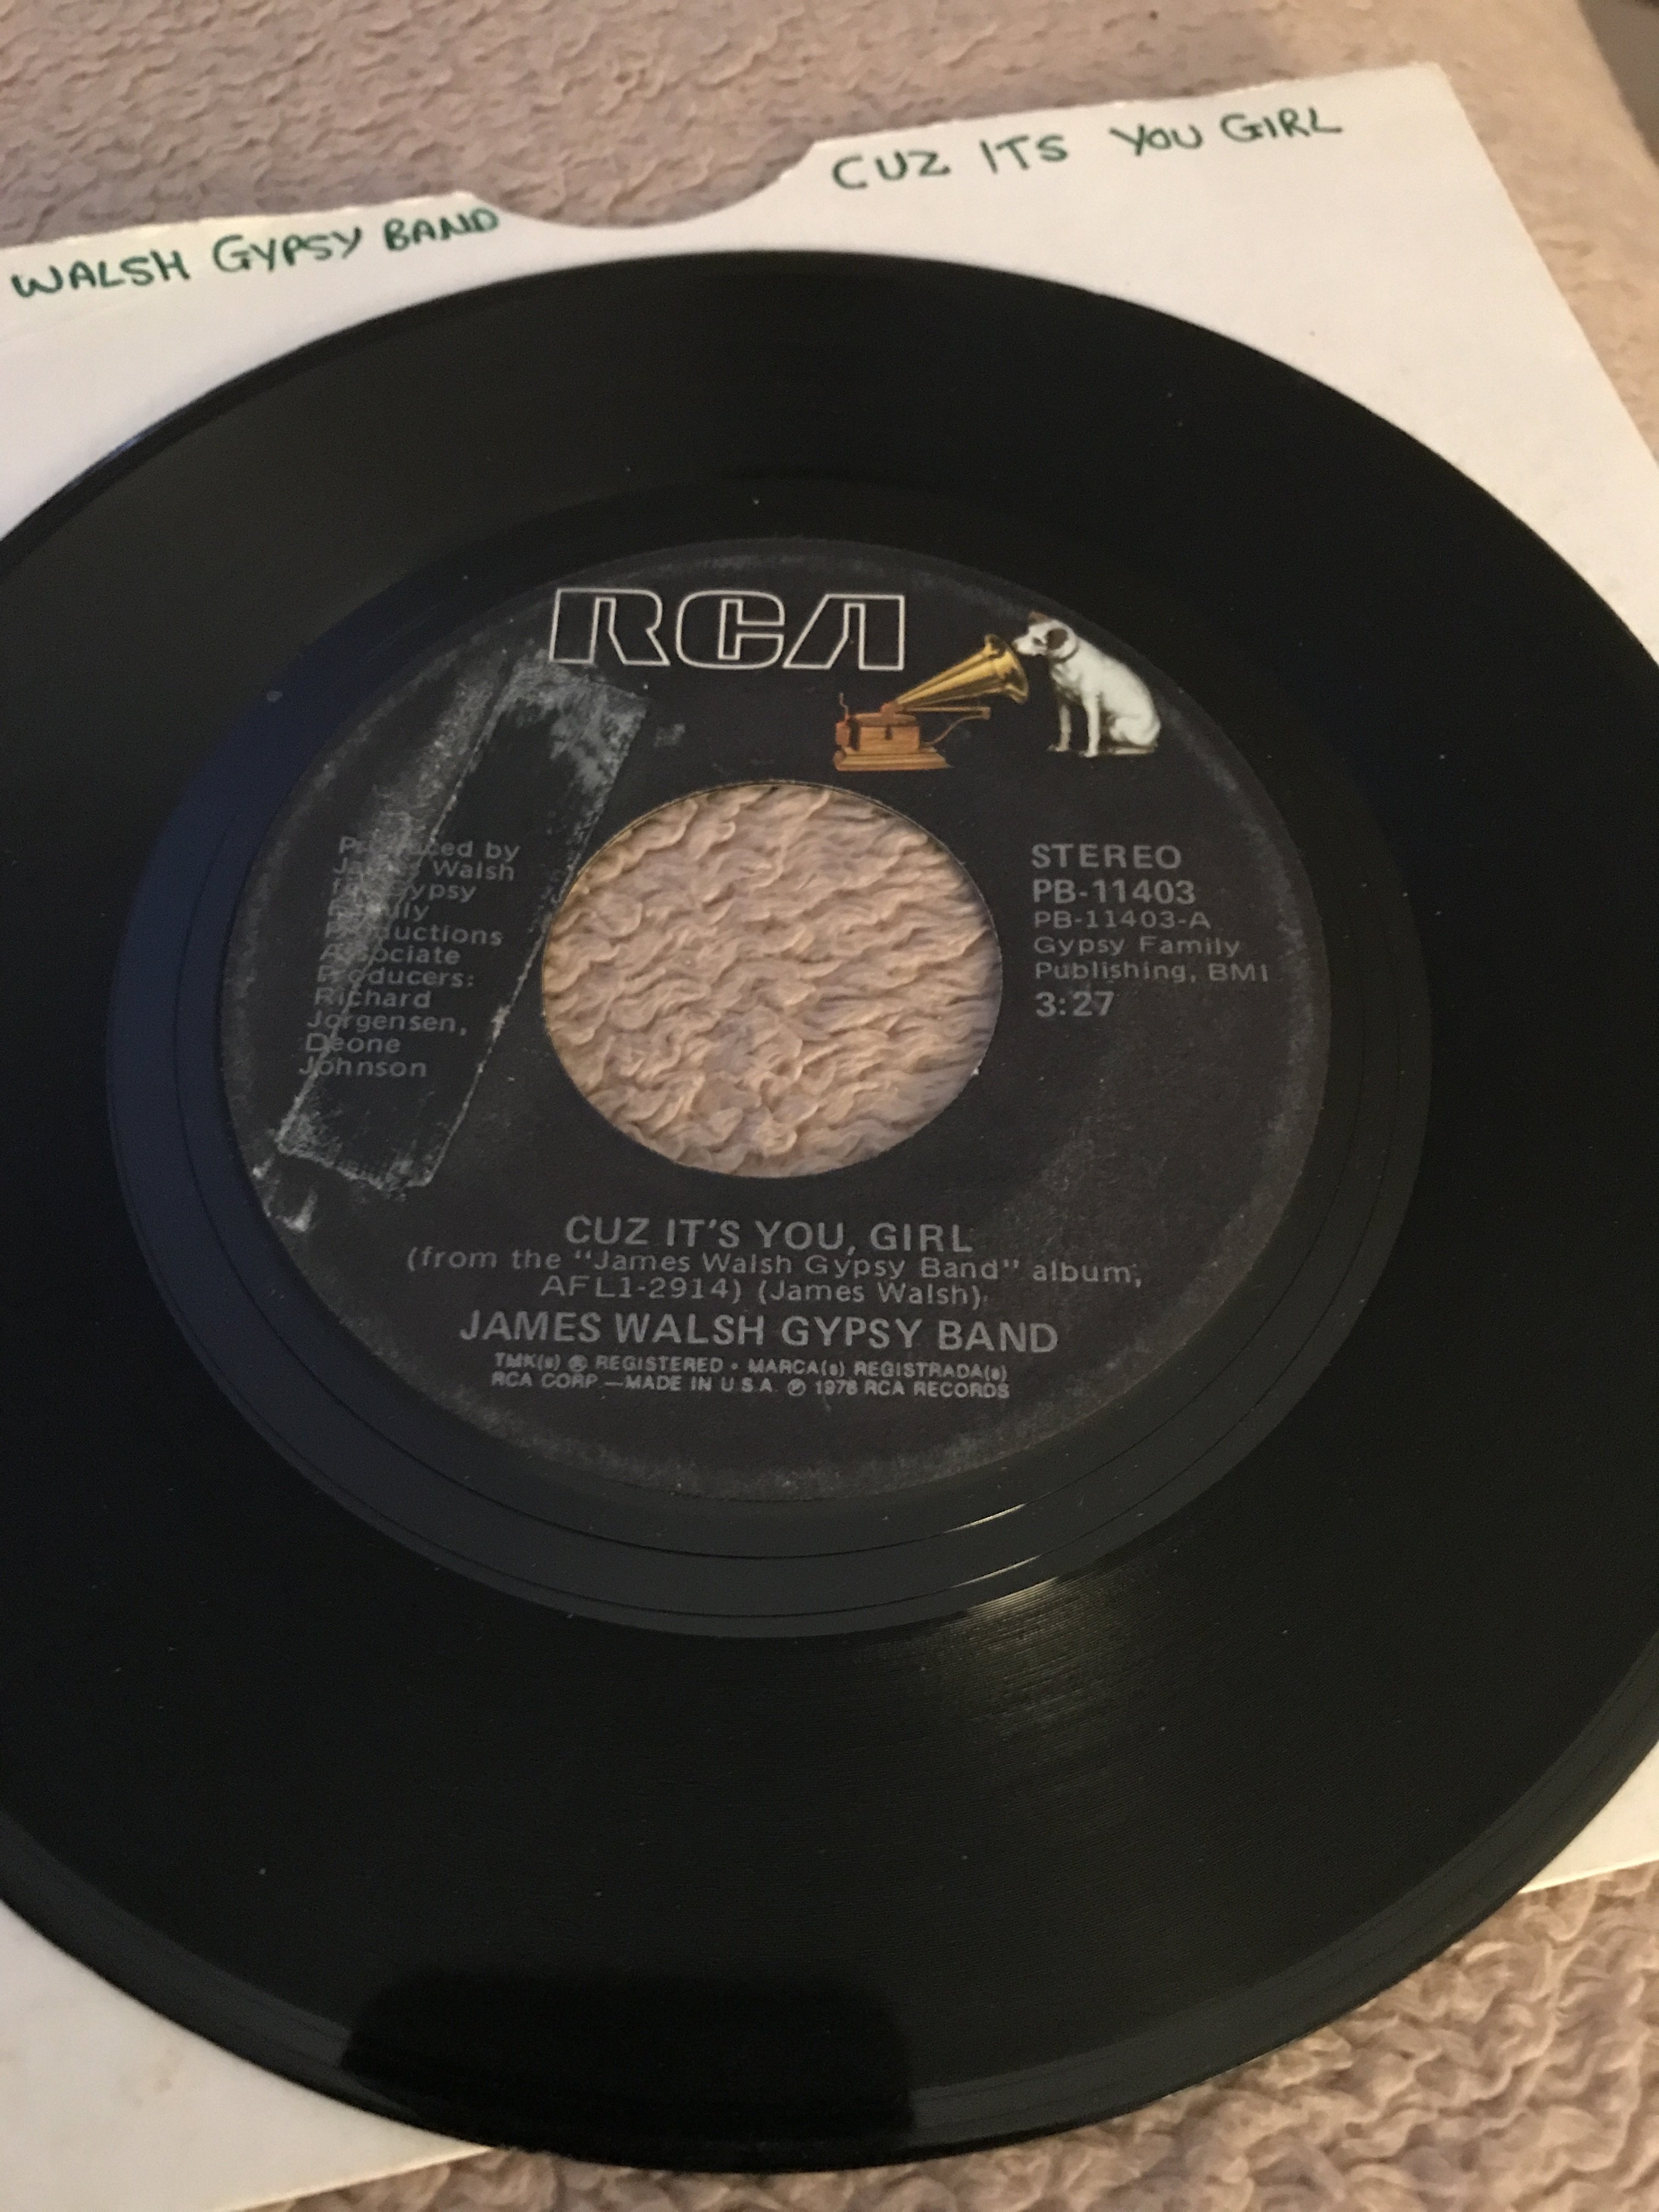 WALSH GYPSY BAND
CUZ ITS YOU GIRL
RCA
Produced by
James Walsh
for Gypsy
Family
Productions
Associate
Producers:
Richard
Jorgensen,
Deone
Johnson
STEREO
PB-11403
PB-11403-A
Gypsy Family
Publishing, BMI
3:27
CUZ IT'S YOU, GIRL
(from the "James Walsh Gypsy Band" album,
AFL1-2914) (James Walsh)
JAMES WALSH GYPSY BAND
TMK(s) ® REGISTERED • MARCA(s) REGISTRADA(s)
RCA CORP.—MADE IN U.S.A. ℗ 1978 RCA RECORDS